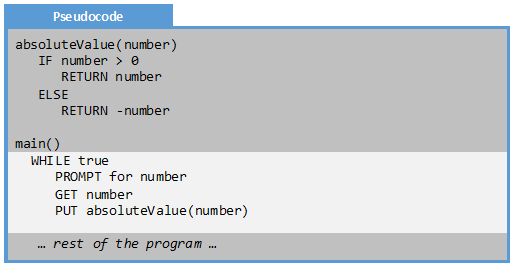 Pseudocode
absoluteValue(number)
IF number > 0
RETURN number
ELSE
RETURN -number
main()
WHILE true
PROMPT for number
GET number
PUT absoluteValue(number)
… rest of the program …